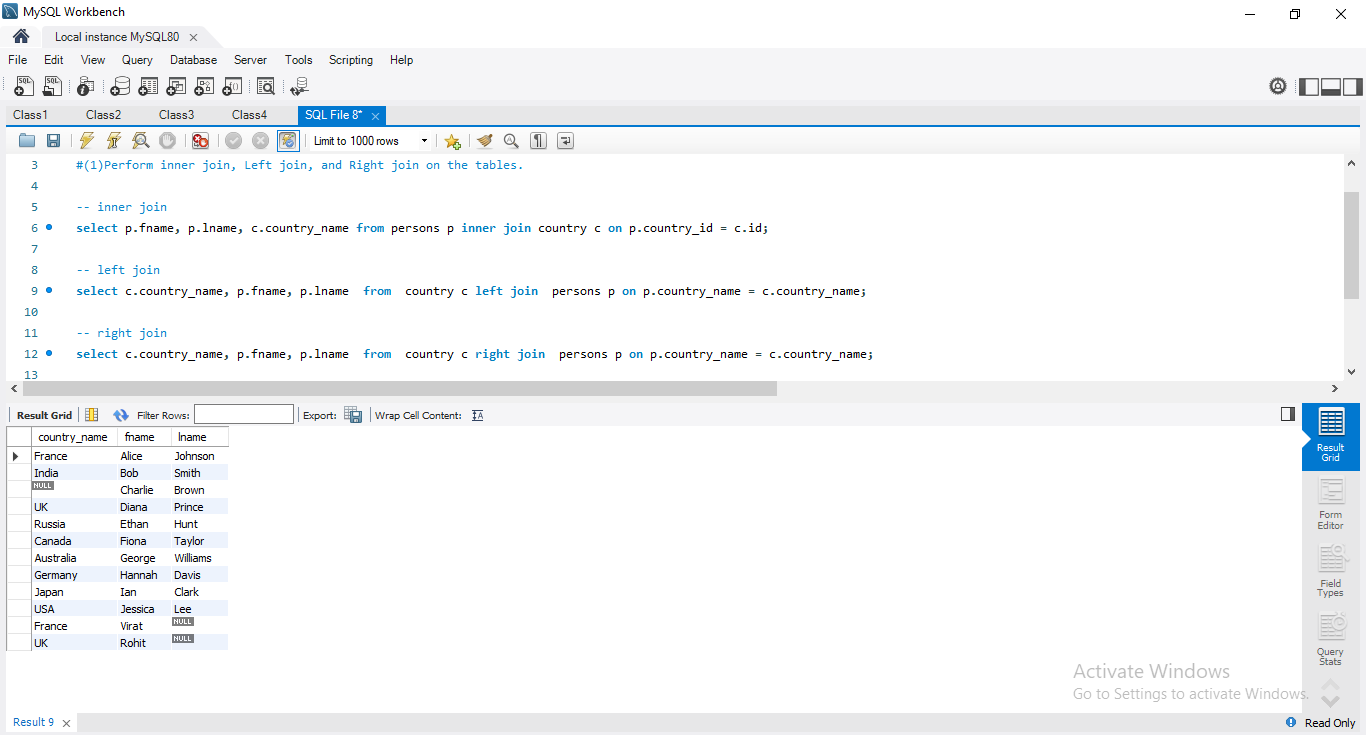 MySQL Workbench
Local instance MySQL80
File Edit View Query Database Server Tools Scripting Help
Class1 Class2 Class3 Class4 SQL File 8*
Limit to 1000 rows
3 #(1)Perform inner join, Left join, and Right join on the tables.
4
5 -- inner join
6 select p.fname, p.lname, c.country_name from persons p inner join country c on p.country_id = c.id;
7
8 -- left join
9 select c.country_name, p.fname, p.lname from country c left join persons p on p.country_name = c.country_name;
10
11 -- right join
12 select c.country_name, p.fname, p.lname from country c right join persons p on p.country_name = c.country_name;
13
Result Grid Filter Rows: Export: Wrap Cell Content:
country_name fname lname
France Alice Johnson
India Bob Smith
NULL Charlie Brown
UK Diana Prince
Russia Ethan Hunt
Canada Fiona Taylor
Australia George Williams
Germany Hannah Davis
Japan Ian Clark
USA Jessica Lee
France Virat NULL
UK Rohit NULL
Result
Grid
Form
Editor
Field
Types
Query
Stats
Activate Windows
Go to Settings to activate Windows.
Result 9
Read Only